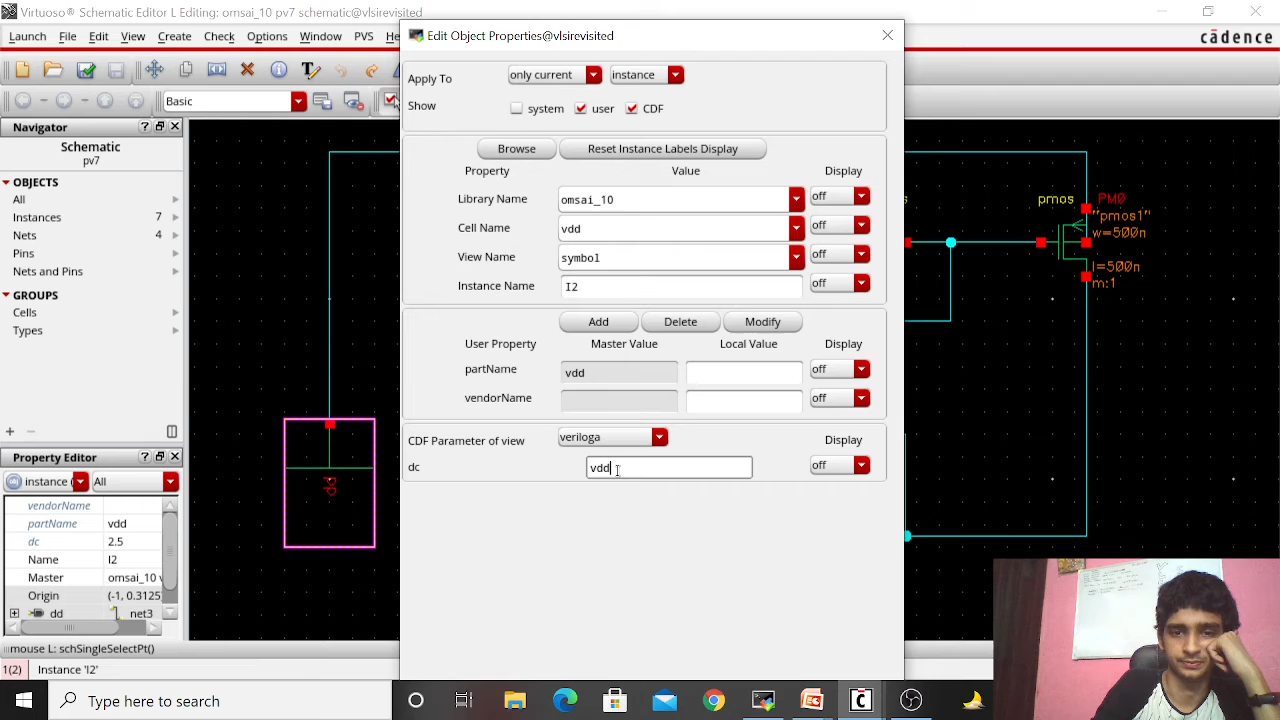 Virtuoso® Schematic Editor L Editing: omsai_10 pv7 schematic@vlsir
Edit Object Properties@vlsirevisited
Launch File Edit View Create Check Options Window PVS He
cādence
Apply To only current instance
Show system user CDF
Basic
Navigator ?
Schematic
pv7
OBJECTS
All
Instances 7
Nets 4
Pins
Nets and Pins
GROUPS
Cells
Types
Browse Reset Instance Labels Display
Property Value Display
Library Name omsai_10 off
Cell Name vdd off
View Name symbol off
Instance Name I2 off
Add Delete Modify
User Property Master Value Local Value Display
partName vdd off
vendorName off
CDF Parameter of view veriloga Display
dc vdd off
s
pmos PM0
"pmos1"
w=500n
l=500n
m:1
dd
Property Editor ?
instance ( All
vendorName
partName vdd
dc 2.5
Name I2
Master omsai_10 v
Origin (-1, 0.3125
dd net3
mouse L: schSingleSelectPt()
1(2) Instance 'I2'
Type here to search